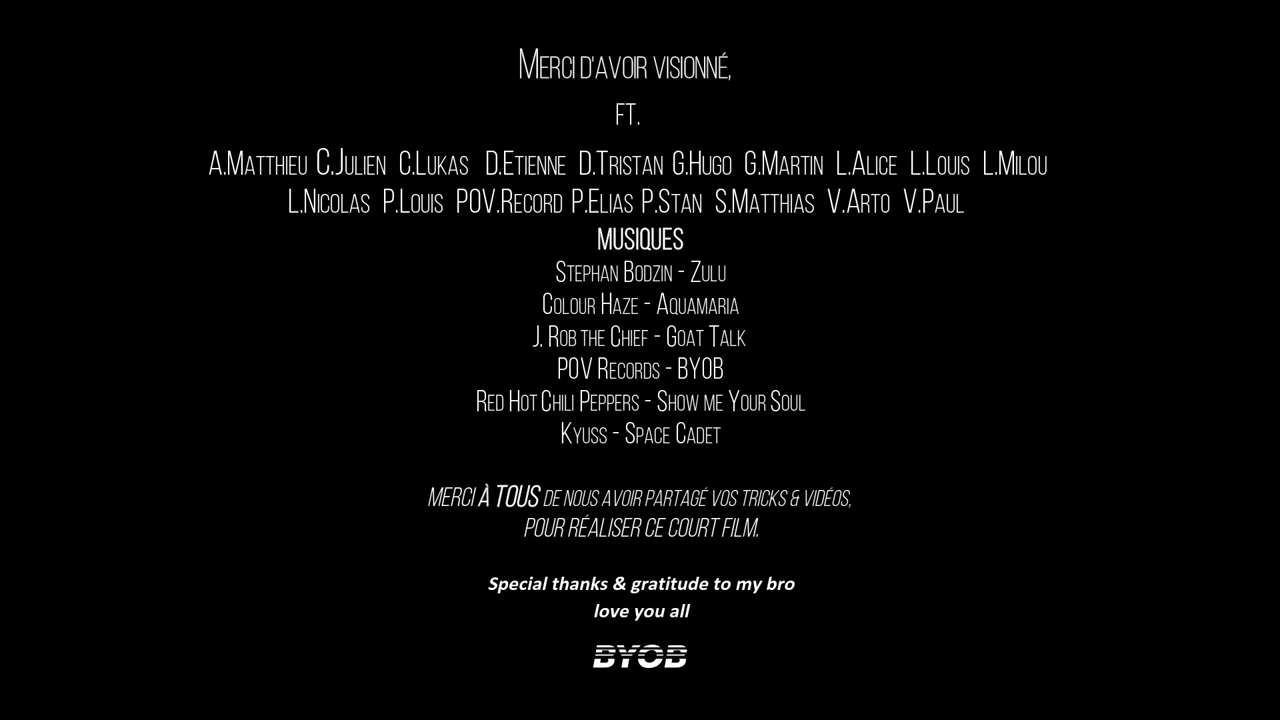 Merci d'avoir visionné,
ft.
A.Matthieu C.Julien C.Lukas D.Etienne D.Tristan G.Hugo G.Martin L.Alice L.Louis L.Milou
L.Nicolas P.Louis POV.Record P.Elias P.Stan S.Matthias V.Arto V.Paul
MUSIQUES
Stephan Bodzin - Zulu
Colour Haze - Aquamaria
J. Rob the Chief - Goat Talk
POV Records - BYOB
Red Hot Chili Peppers - Show me Your Soul
Kyuss - Space Cadet
MERCI À TOUS DE NOUS AVOIR PARTAGÉ VOS TRICKS & VIDÉOS,
POUR RÉALISER CE COURT FILM.
Special thanks & gratitude to my bro
love you all
BYOB